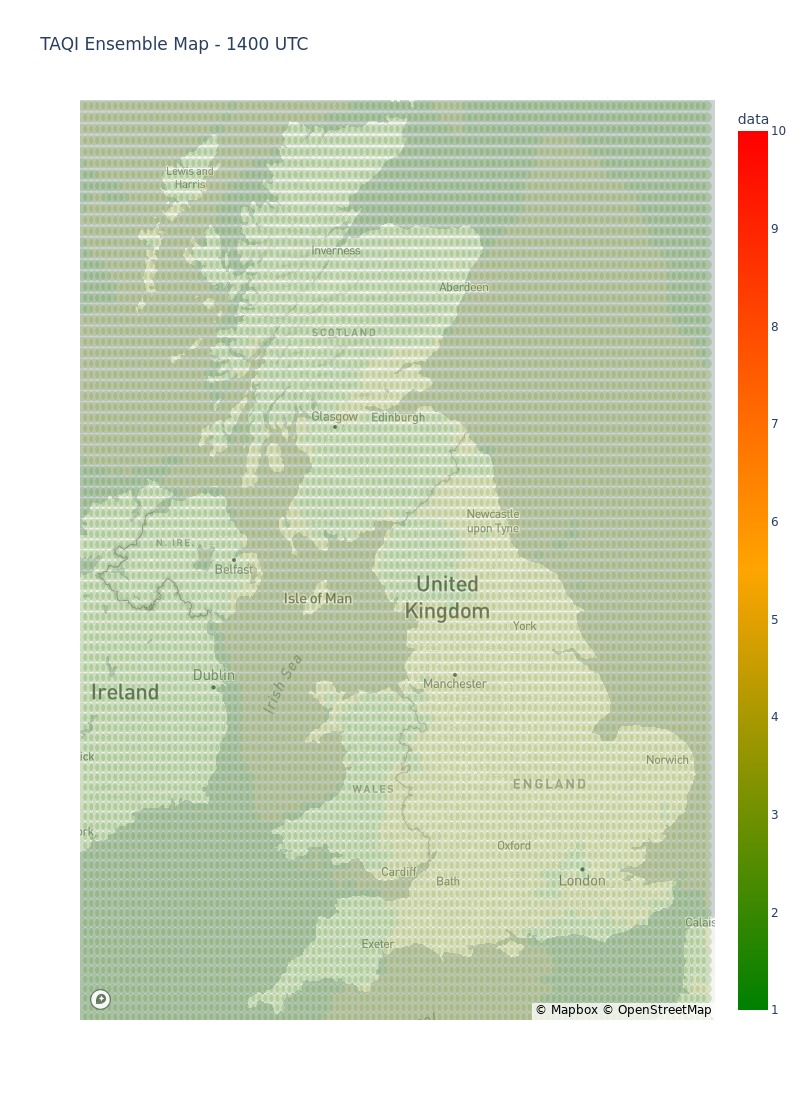 TAQI Ensemble Map - 1400 UTC
data
10
9
8
7
6
5
4
3
2
1
Lewis and
Harris
Inverness
Aberdeen
SCOTLAND
Glasgow
Edinburgh
Newcastle
upon Tyne
N. IRE.
Belfast
Isle of Man
United
Kingdom
York
Dublin
Manchester
Ireland
Irish Sea
ick
Norwich
WALES
ENGLAND
ork
Oxford
Cardiff
Bath
London
Calais
Exeter
© Mapbox © OpenStreetMap